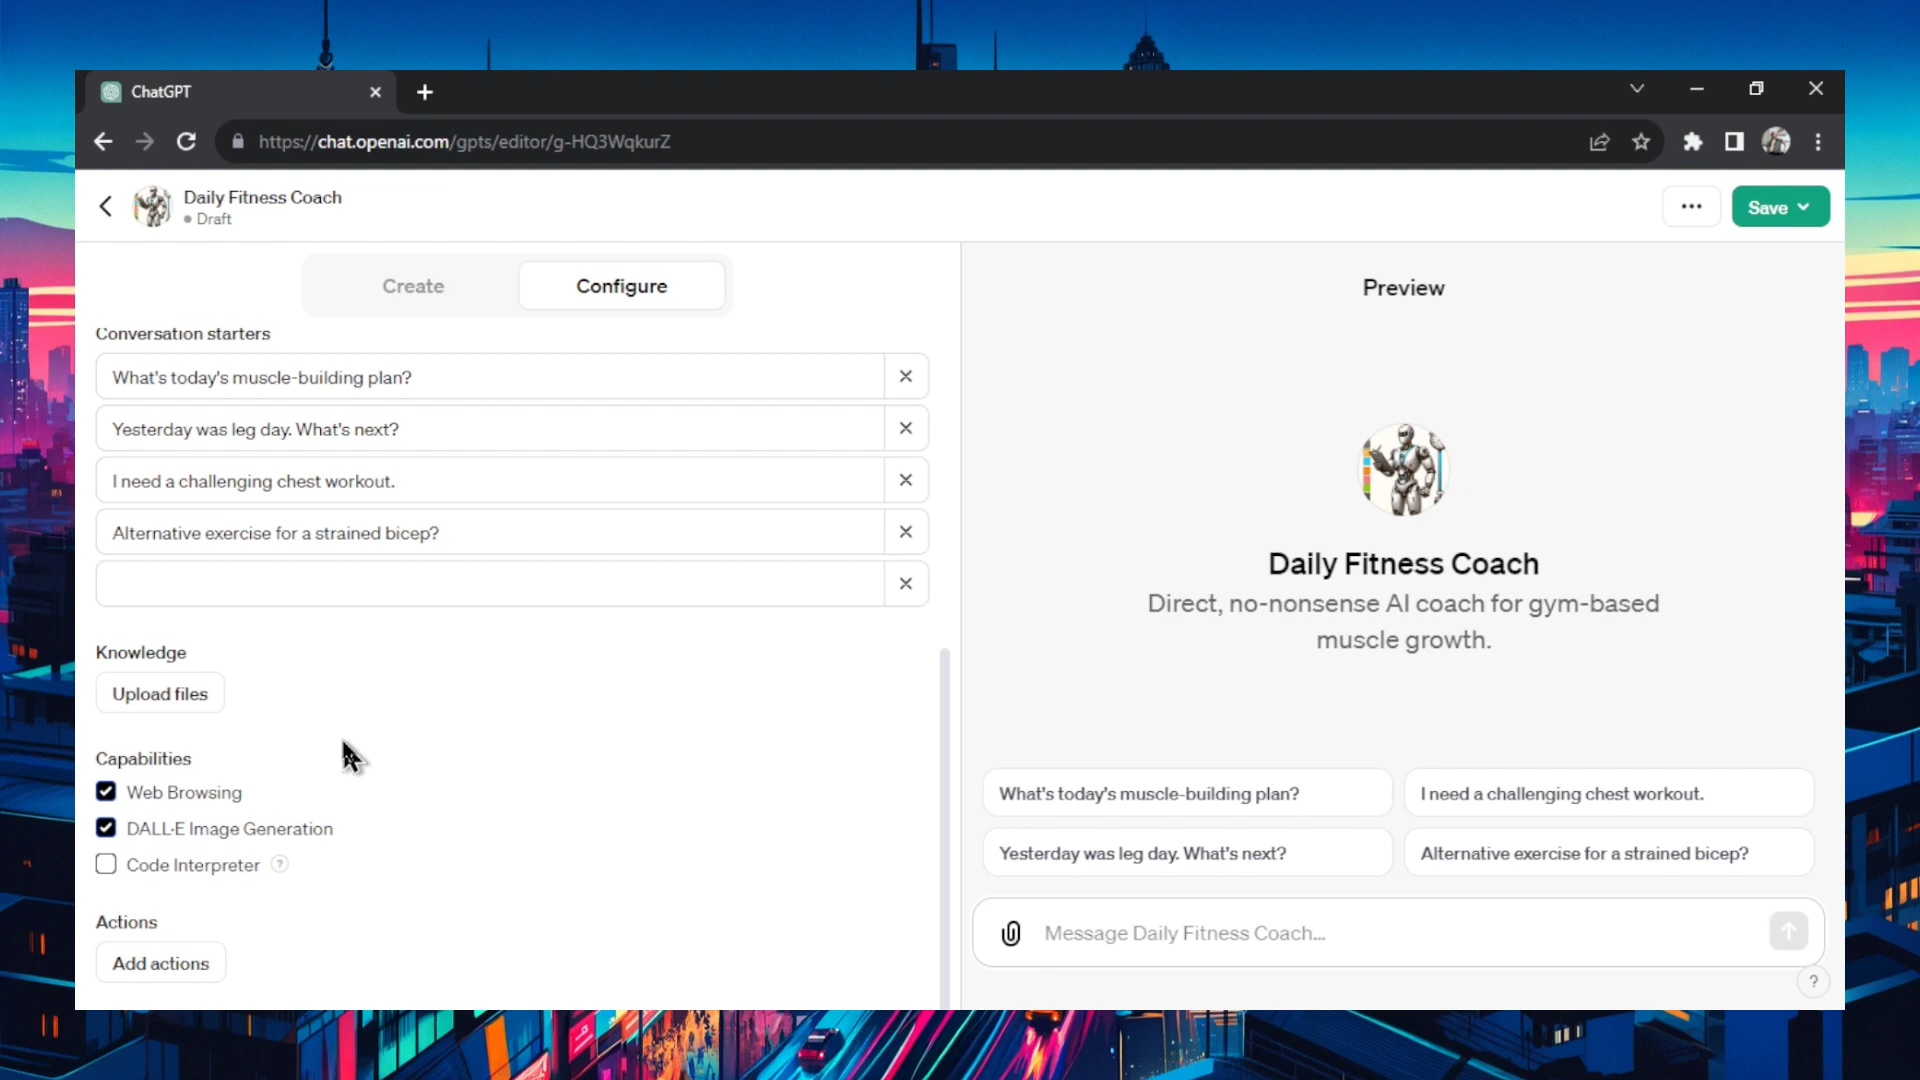 ChatGPT
https://chat.openai.com/gpts/editor/g-HQ3WqkurZ
Daily Fitness Coach
Draft
Save
Create
Configure
Conversation starters
What's today's muscle-building plan?
Yesterday was leg day. What's next?
I need a challenging chest workout.
Alternative exercise for a strained bicep?
Knowledge
Upload files
Capabilities
Web Browsing
DALL·E Image Generation
Code Interpreter ?
Actions
Add actions
Preview
Daily Fitness Coach
Direct, no-nonsense AI coach for gym-based
muscle growth.
What's today's muscle-building plan?
I need a challenging chest workout.
Yesterday was leg day. What's next?
Alternative exercise for a strained bicep?
Message Daily Fitness Coach...
?